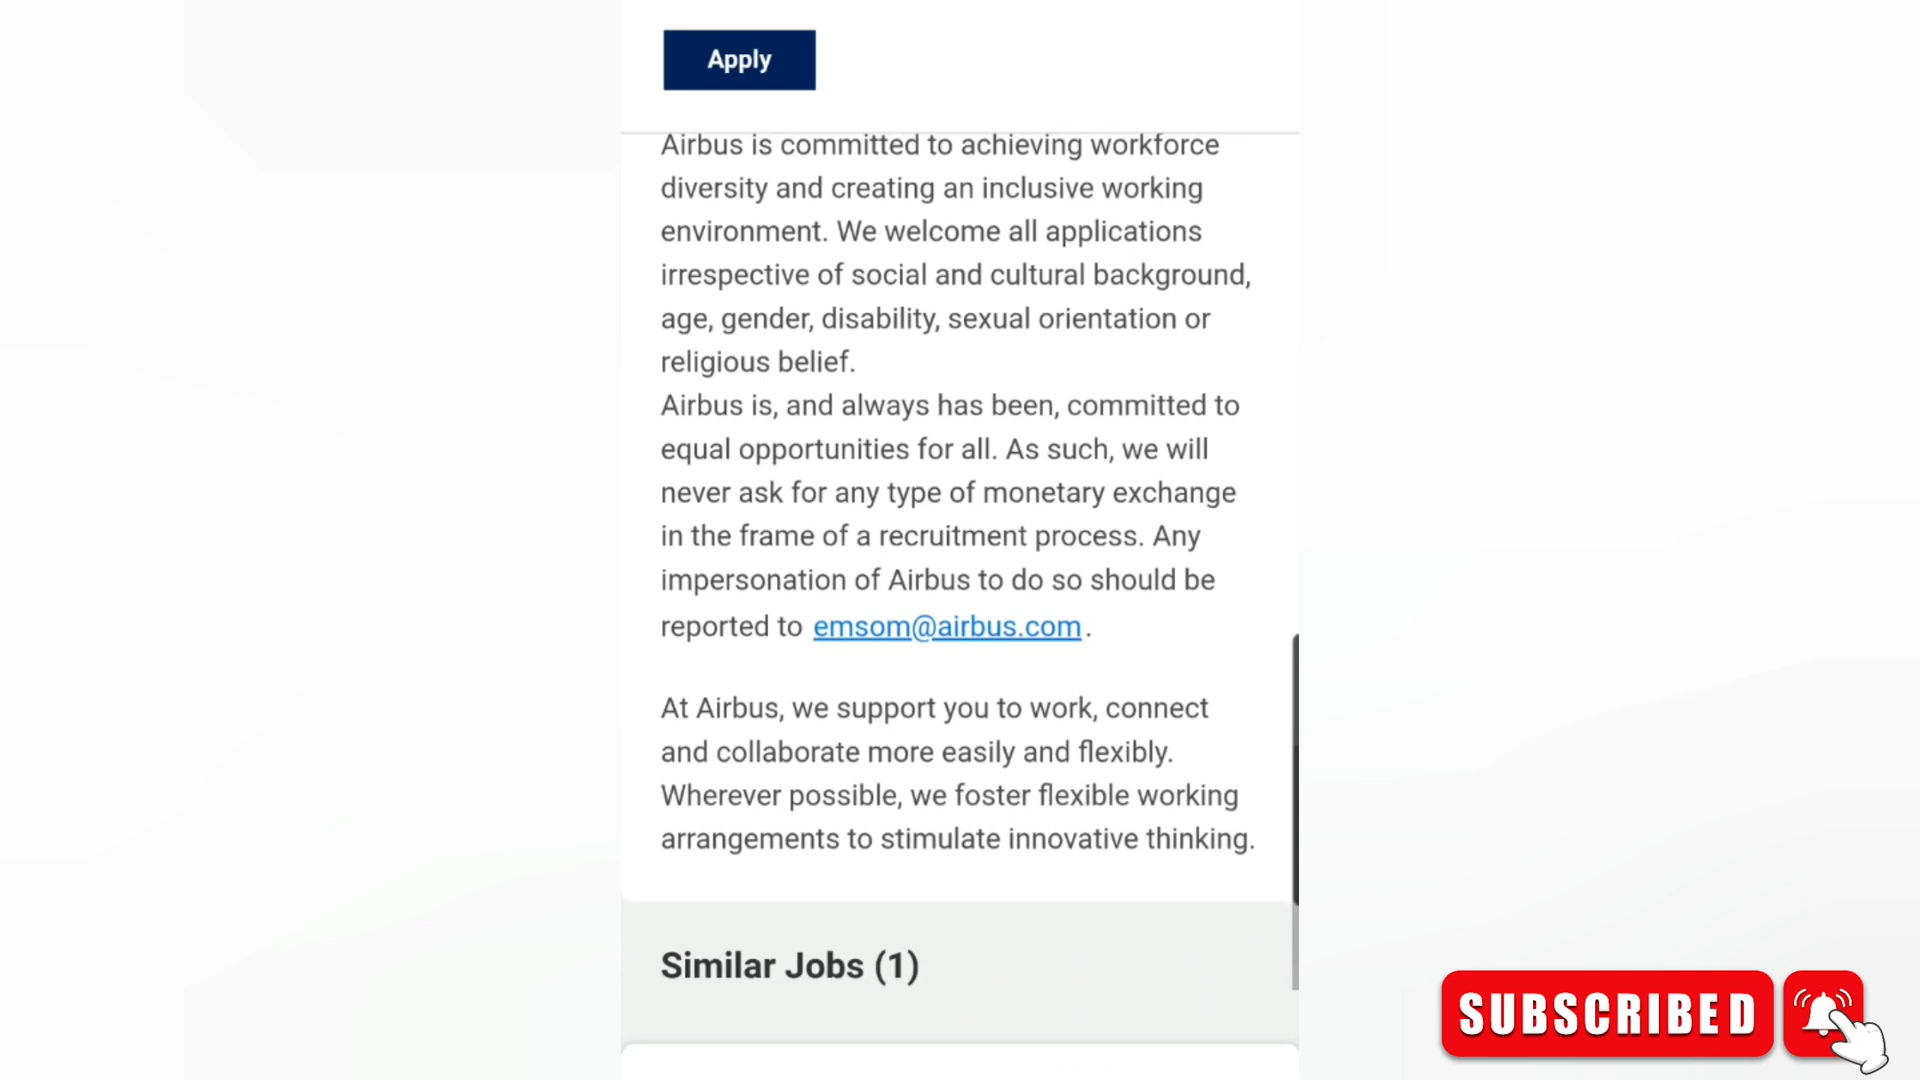 Apply
Airbus is committed to achieving workforce
diversity and creating an inclusive working
environment. We welcome all applications
irrespective of social and cultural background,
age, gender, disability, sexual orientation or
religious belief.
Airbus is, and always has been, committed to
equal opportunities for all. As such, we will
never ask for any type of monetary exchange
in the frame of a recruitment process. Any
impersonation of Airbus to do so should be
reported to emsom@airbus.com.
At Airbus, we support you to work, connect
and collaborate more easily and flexibly.
Wherever possible, we foster flexible working
arrangements to stimulate innovative thinking.
Similar Jobs (1)
SUBSCRIBED